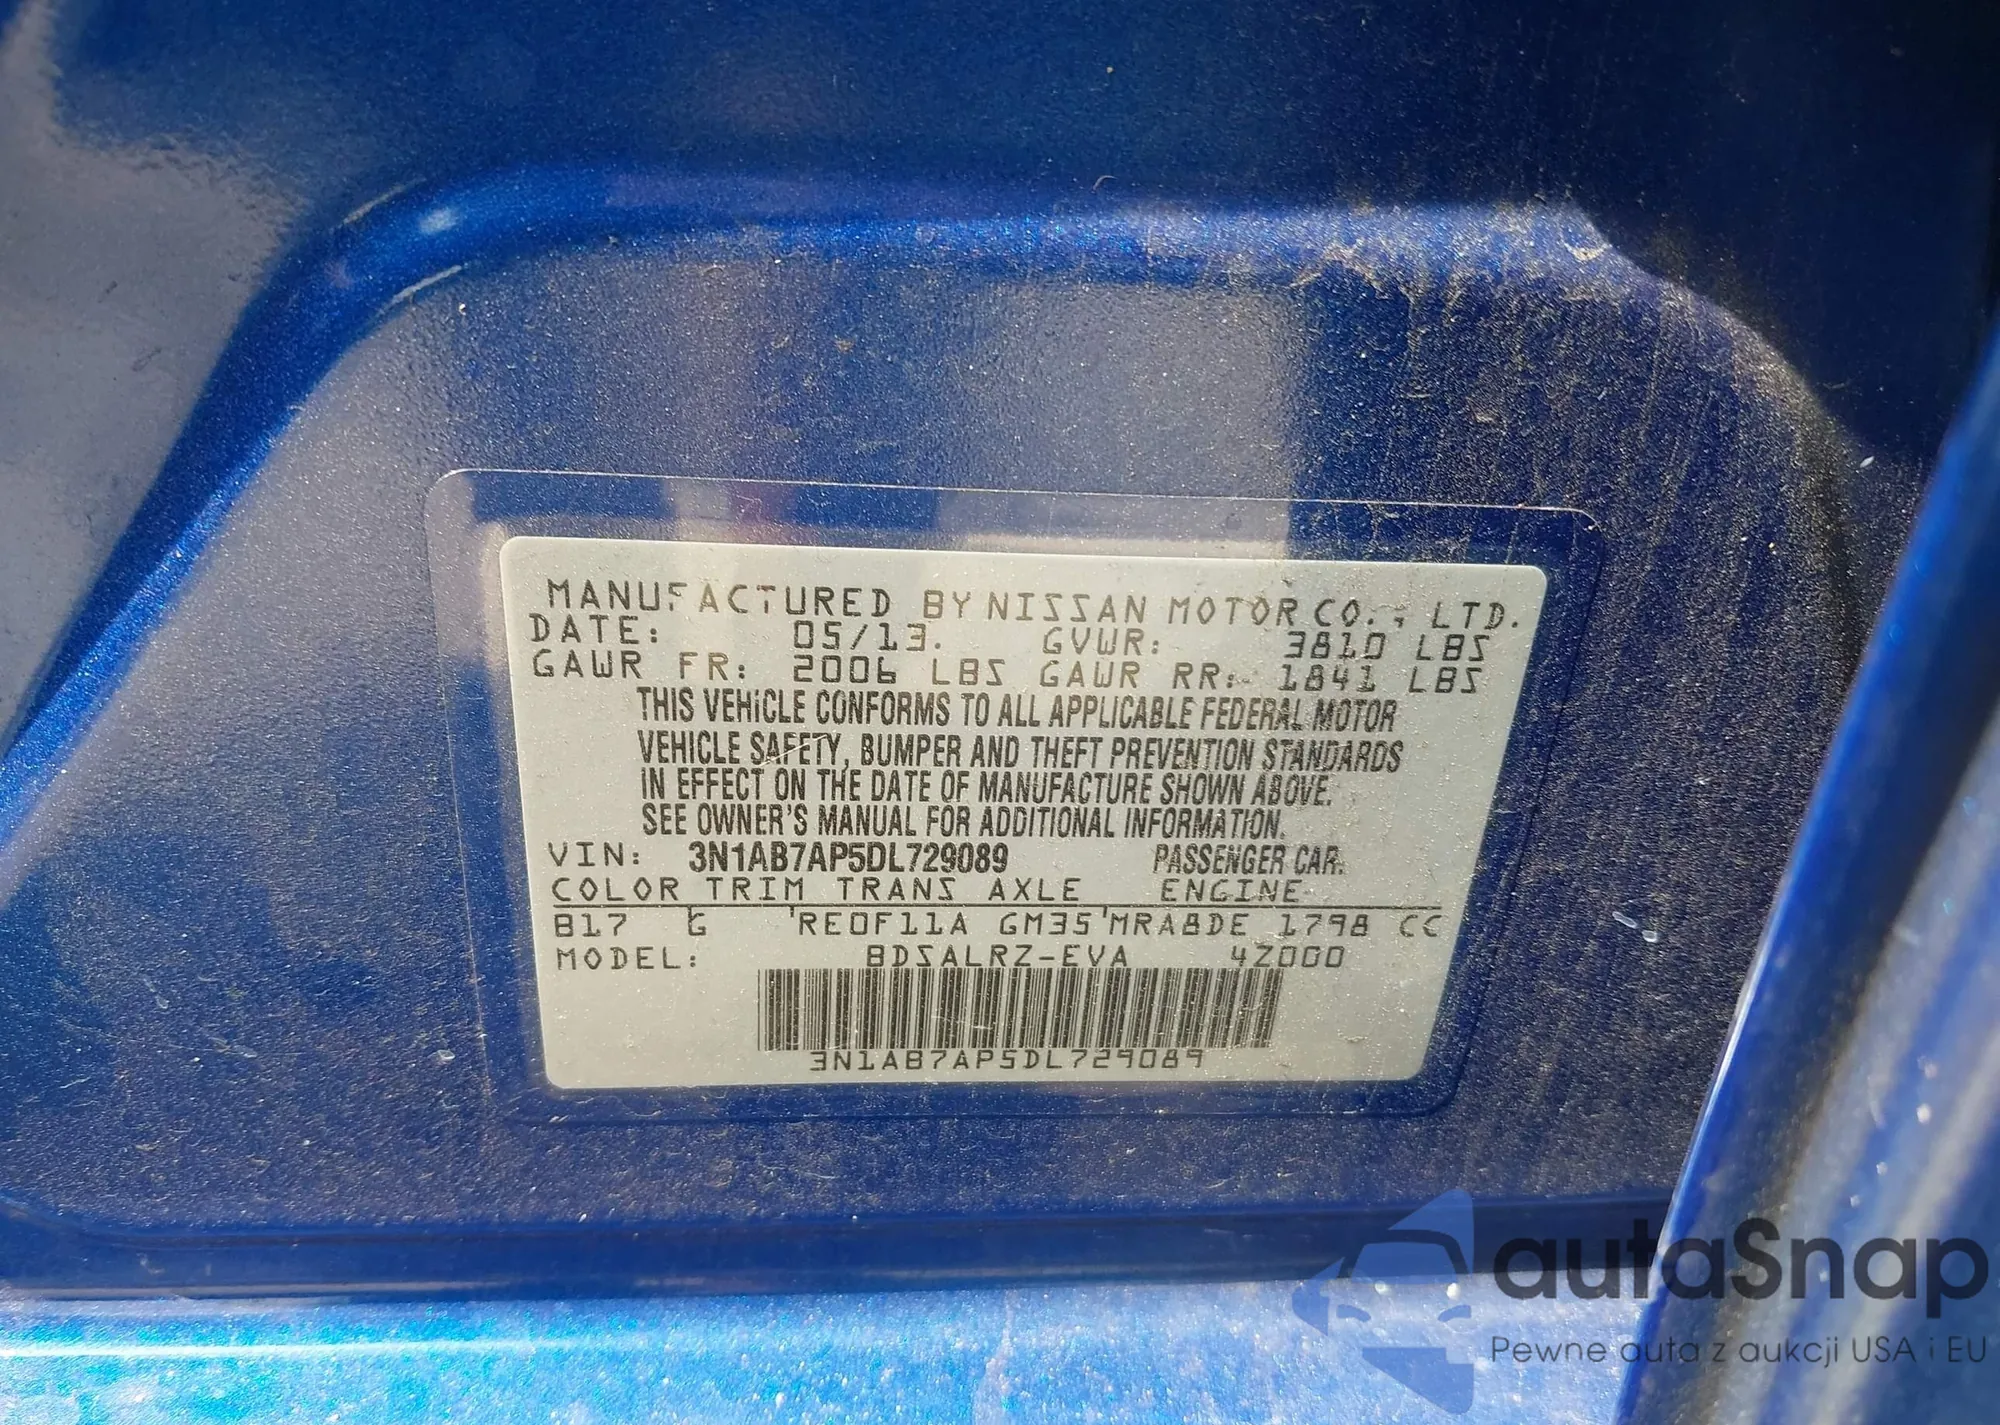 MANUFACTURED BY NISSAN MOTOR CO., LTD.
DATE: 05/13. GVWR: 3810 LBS
GAWR FR: 2006 LBS GAWR RR: 1841 LBS
THIS VEHICLE CONFORMS TO ALL APPLICABLE FEDERAL MOTOR
VEHICLE SAFETY, BUMPER AND THEFT PREVENTION STANDARDS
IN EFFECT ON THE DATE OF MANUFACTURE SHOWN ABOVE.
SEE OWNER'S MANUAL FOR ADDITIONAL INFORMATION.
VIN: 3N1AB7AP5DL729089 PASSENGER CAR.
COLOR TRIM TRANS AXLE ENGINE
B17 G RE0F11A GM35 MRA8DE 1798 CC
MODEL: BDSALRZ-EVA 4Z000
3N1AB7AP5DL729089
autaSnap
Pewne auta z aukcji USA i EU